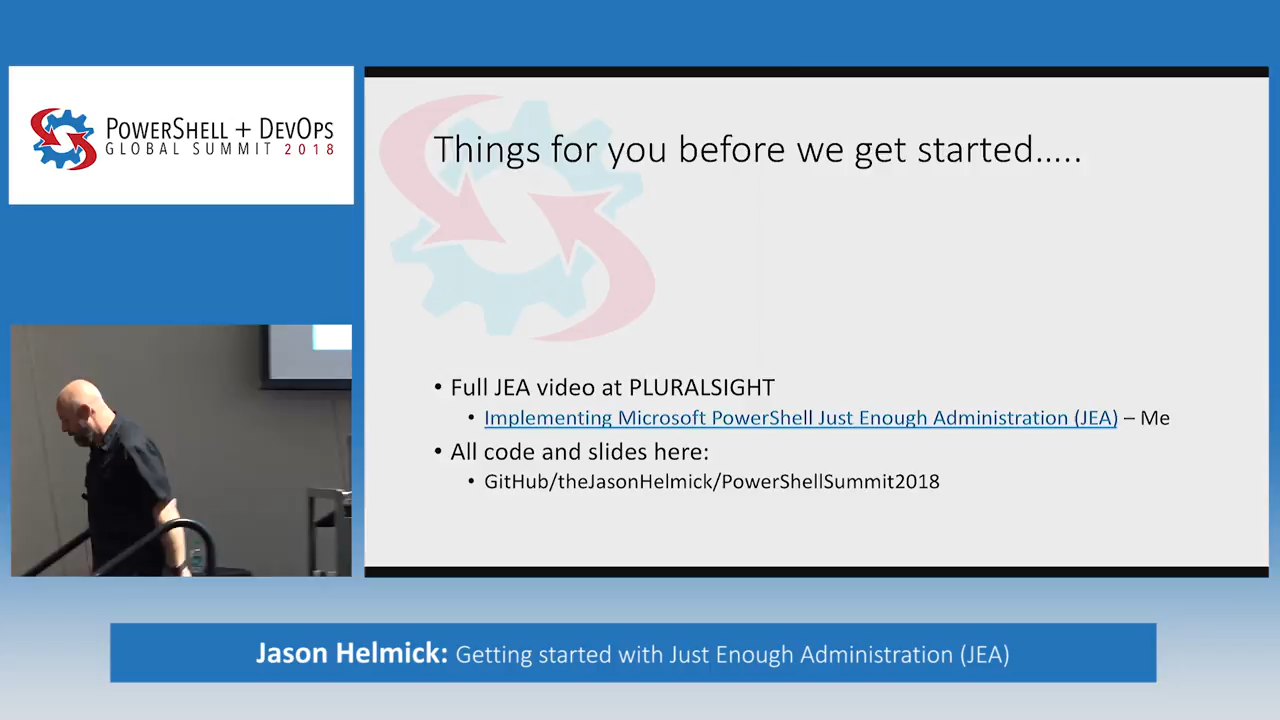 POWERSHELL + DEVOPS
GLOBAL SUMMIT 2018
Things for you before we get started…..
• Full JEA video at PLURALSIGHT
• Implementing Microsoft PowerShell Just Enough Administration (JEA) – Me
• All code and slides here:
• GitHub/theJasonHelmick/PowerShellSummit2018
Jason Helmick: Getting started with Just Enough Administration (JEA)